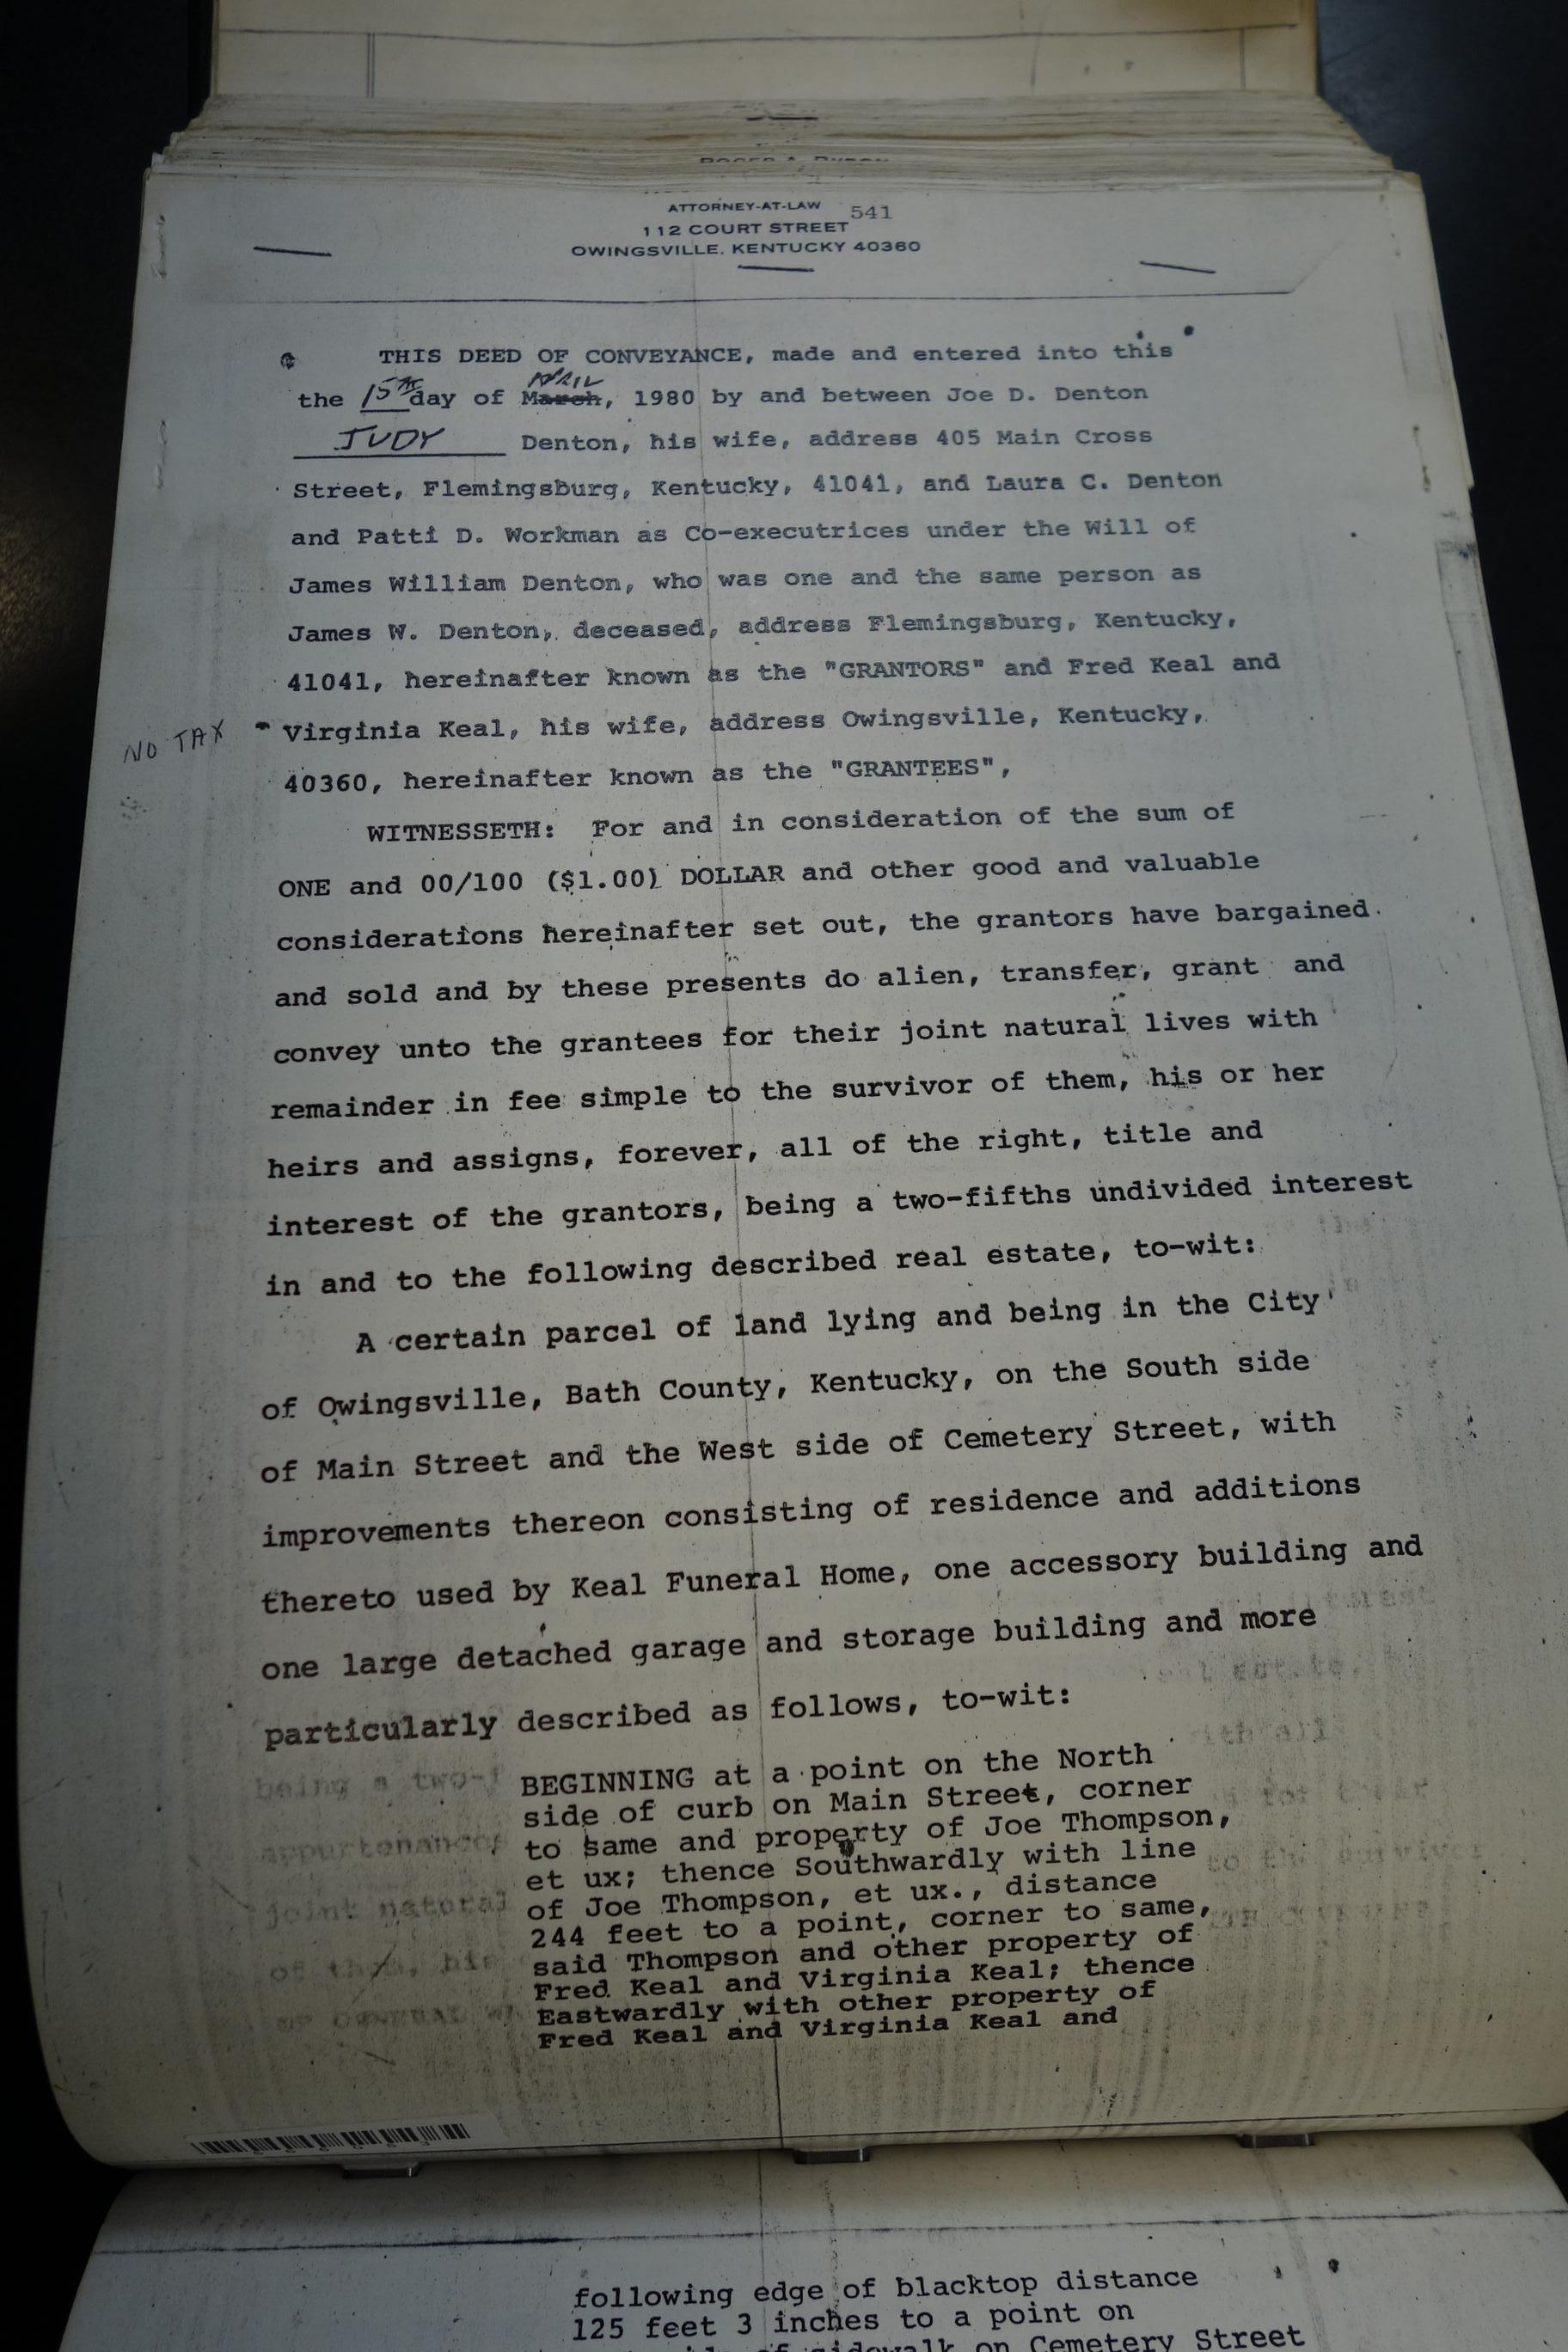 ATTORNEY-AT-LAW
541
112 COURT STREET
OWINGSVILLE, KENTUCKY 40360
THIS DEED OF CONVEYANCE, made and entered into this
the 15TH day of March, 1980 by and between Joe D. Denton
APRIL
JUDY Denton, his wife, address 405 Main Cross
Street, Flemingsburg, Kentucky, 41041, and Laura C. Denton
and Patti D. Workman as Co-executrices under the Will of
James William Denton, who was one and the same person as
James W. Denton, deceased, address Flemingsburg, Kentucky,
41041, hereinafter known as the "GRANTORS" and Fred Keal and
NO TAX
Virginia Keal, his wife, address Owingsville, Kentucky,
40360, hereinafter known as the "GRANTEES",
WITNESSETH: For and in consideration of the sum of
ONE and 00/100 ($1.00) DOLLAR and other good and valuable
considerations hereinafter set out, the grantors have bargained
and sold and by these presents do alien, transfer, grant and
convey unto the grantees for their joint natural lives with
remainder in fee simple to the survivor of them, his or her
heirs and assigns, forever, all of the right, title and
interest of the grantors, being a two-fifths undivided interest
in and to the following described real estate, to-wit:
A certain parcel of land lying and being in the City
of Owingsville, Bath County, Kentucky, on the South side
of Main Street and the West side of Cemetery Street, with
improvements thereon consisting of residence and additions
thereto used by Keal Funeral Home, one accessory building and
one large detached garage and storage building and more
particularly described as follows, to-wit:
BEGINNING at a point on the North
side of curb on Main Street, corner
to same and property of Joe Thompson,
et ux; thence Southwardly with line
of Joe Thompson, et ux., distance
244 feet to a point, corner to same,
said Thompson and other property of
Fred Keal and Virginia Keal; thence
Eastwardly with other property of
Fred Keal and Virginia Keal and
following edge of blacktop distance
125 feet 3 inches to a point on
of sidewalk on Cemetery Street